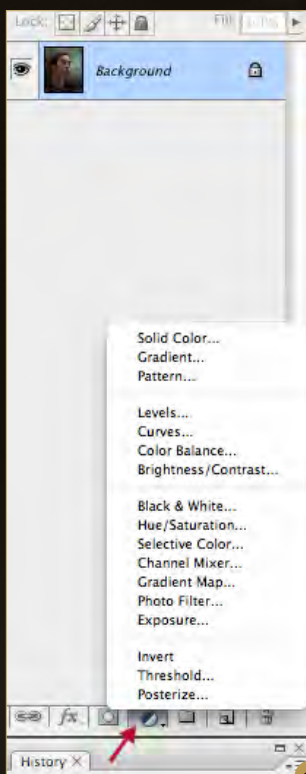 Lock:
Fill:
Background
Solid Color...
Gradient...
Pattern...
Levels...
Curves...
Color Balance...
Brightness/Contrast...
Black & White...
Hue/Saturation...
Selective Color...
Channel Mixer...
Gradient Map...
Photo Filter...
Exposure...
Invert
Threshold...
Posterize...
fx
History ×